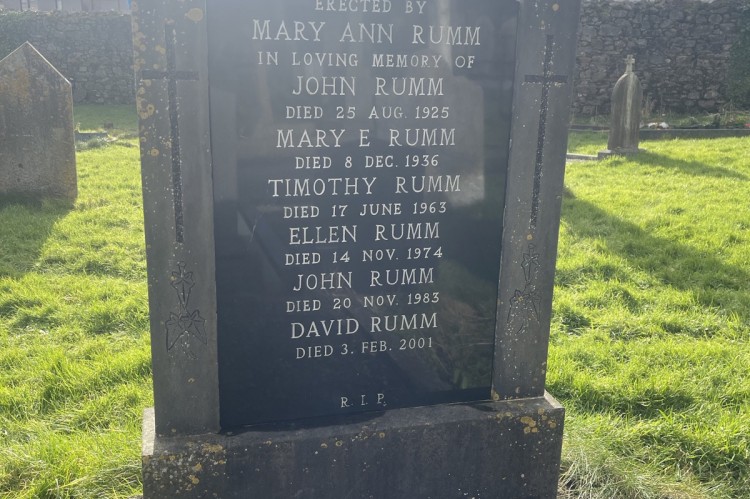 ERECTED BY
MARY ANN RUMM
IN LOVING MEMORY OF
JOHN RUMM
DIED 25 AUG. 1925
MARY E RUMM
DIED 8 DEC. 1936
TIMOTHY RUMM
DIED 17 JUNE 1963
ELLEN RUMM
DIED 14 NOV. 1974
JOHN RUMM
DIED 20 NOV. 1983
DAVID RUMM
DIED 3. FEB. 2001
R.I.P.